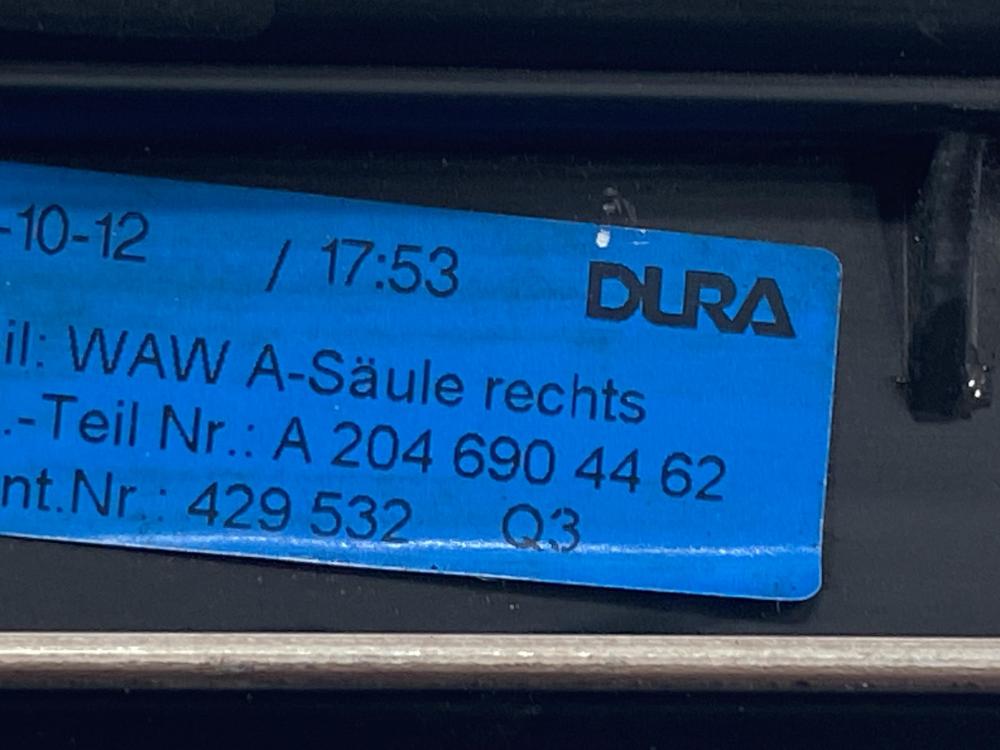 -10-12 / 17:53 DURA
il: WAW A-Säule rechts
.-Teil Nr.: A 204 690 44 62
nt.Nr : 429 532 Q3